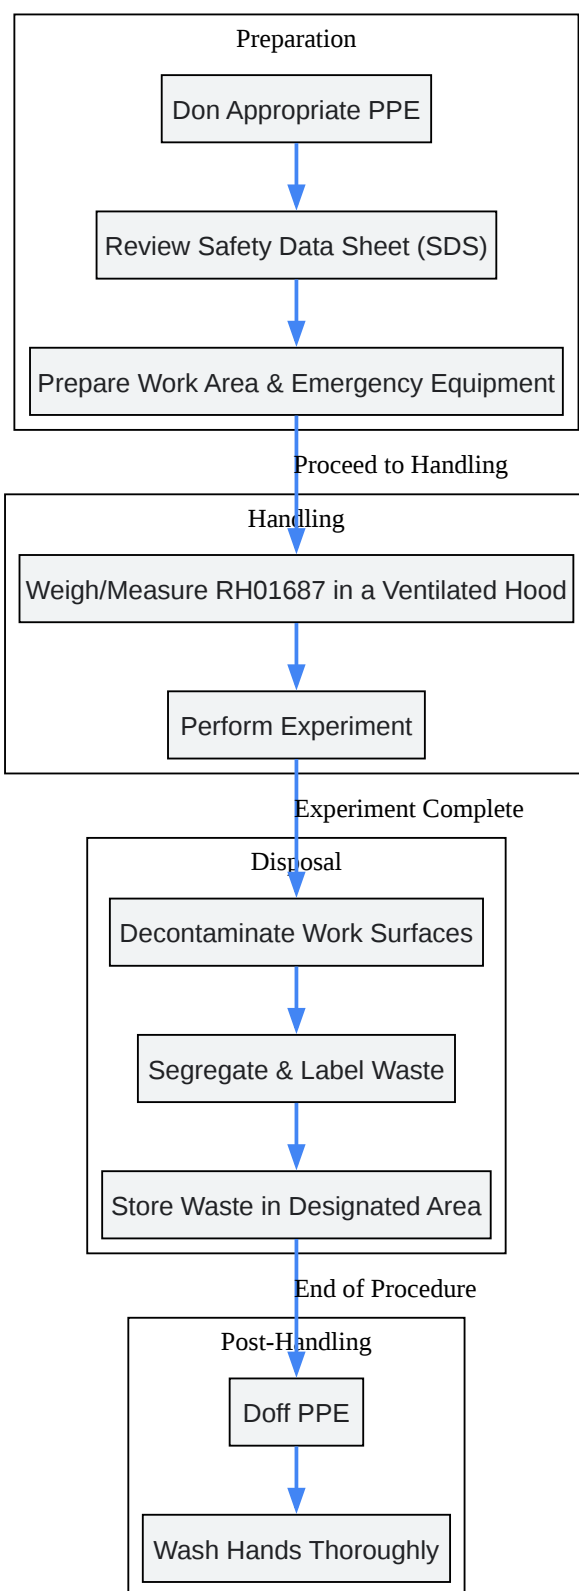 Preparation
Don Appropriate PPE
Review Safety Data Sheet (SDS)
Prepare Work Area & Emergency Equipment
Proceed to Handling
Handling
Weigh/Measure RH01687 in a Ventilated Hood
Perform Experiment
Experiment Complete
Disposal
Decontaminate Work Surfaces
Segregate & Label Waste
Store Waste in Designated Area
End of Procedure
Post-Handling
Doff PPE
Wash Hands Thoroughly